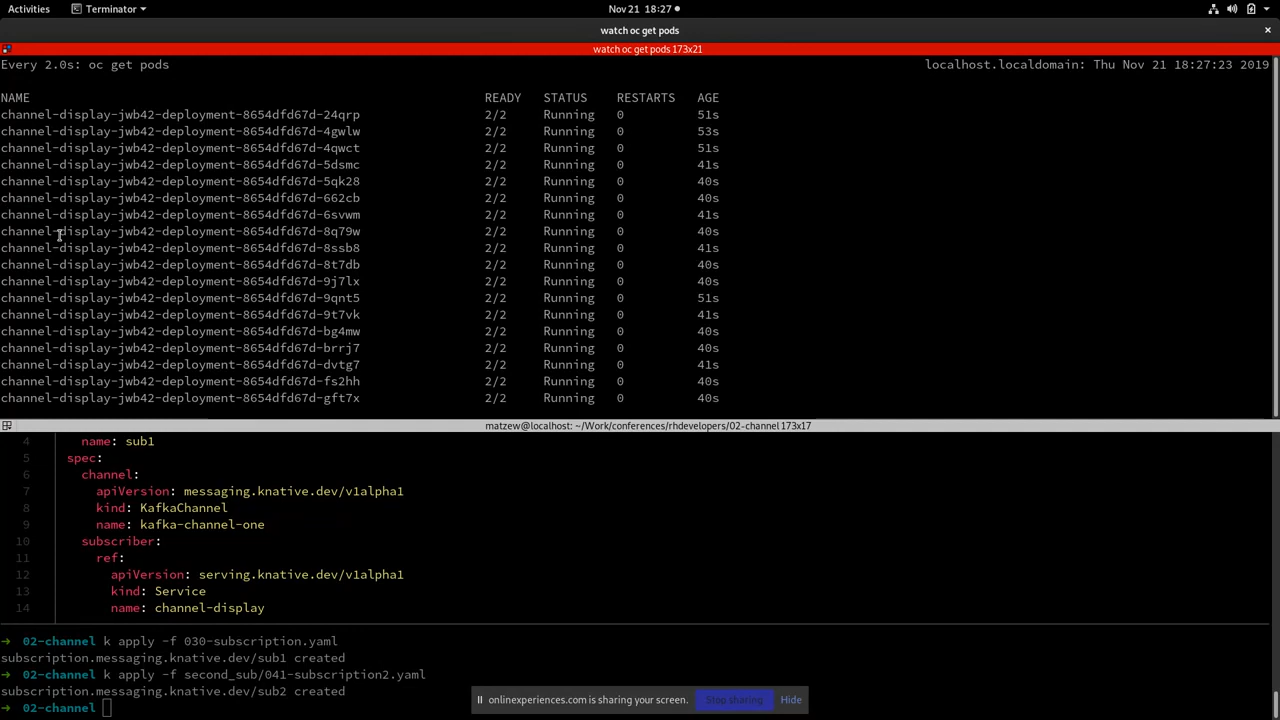 Activities Terminator Nov 21 18:27
watch oc get pods
watch oc get pods 173x21
Every 2.0s: oc get pods localhost.localdomain: Thu Nov 21 18:27:23 2019
NAME READY STATUS RESTARTS AGE
channel-display-jwb42-deployment-8654dfd67d-24qrp 2/2 Running 0 51s
channel-display-jwb42-deployment-8654dfd67d-4gwlw 2/2 Running 0 53s
channel-display-jwb42-deployment-8654dfd67d-4qwct 2/2 Running 0 51s
channel-display-jwb42-deployment-8654dfd67d-5dsmc 2/2 Running 0 41s
channel-display-jwb42-deployment-8654dfd67d-5qk28 2/2 Running 0 40s
channel-display-jwb42-deployment-8654dfd67d-662cb 2/2 Running 0 40s
channel-display-jwb42-deployment-8654dfd67d-6svwm 2/2 Running 0 41s
channel-display-jwb42-deployment-8654dfd67d-8q79w 2/2 Running 0 40s
channel-display-jwb42-deployment-8654dfd67d-8ssb8 2/2 Running 0 41s
channel-display-jwb42-deployment-8654dfd67d-8t7db 2/2 Running 0 40s
channel-display-jwb42-deployment-8654dfd67d-9j7lx 2/2 Running 0 40s
channel-display-jwb42-deployment-8654dfd67d-9qnt5 2/2 Running 0 51s
channel-display-jwb42-deployment-8654dfd67d-9t7vk 2/2 Running 0 41s
channel-display-jwb42-deployment-8654dfd67d-bg4mw 2/2 Running 0 40s
channel-display-jwb42-deployment-8654dfd67d-brrj7 2/2 Running 0 40s
channel-display-jwb42-deployment-8654dfd67d-dvtg7 2/2 Running 0 41s
channel-display-jwb42-deployment-8654dfd67d-fs2hh 2/2 Running 0 40s
channel-display-jwb42-deployment-8654dfd67d-gft7x 2/2 Running 0 40s
matzew@localhost: ~/Work/conferences/rhdevelopers/02-channel 173x17
4 name: sub1
5 spec:
6 channel:
7 apiVersion: messaging.knative.dev/v1alpha1
8 kind: KafkaChannel
9 name: kafka-channel-one
10 subscriber:
11 ref:
12 apiVersion: serving.knative.dev/v1alpha1
13 kind: Service
14 name: channel-display
→ 02-channel k apply -f 030-subscription.yaml
subscription.messaging.knative.dev/sub1 created
→ 02-channel k apply -f second_sub/041-subscription2.yaml
subscription.messaging.knative.dev/sub2 created
→ 02-channel
onlinexperiences.com is sharing your screen. Stop sharing Hide